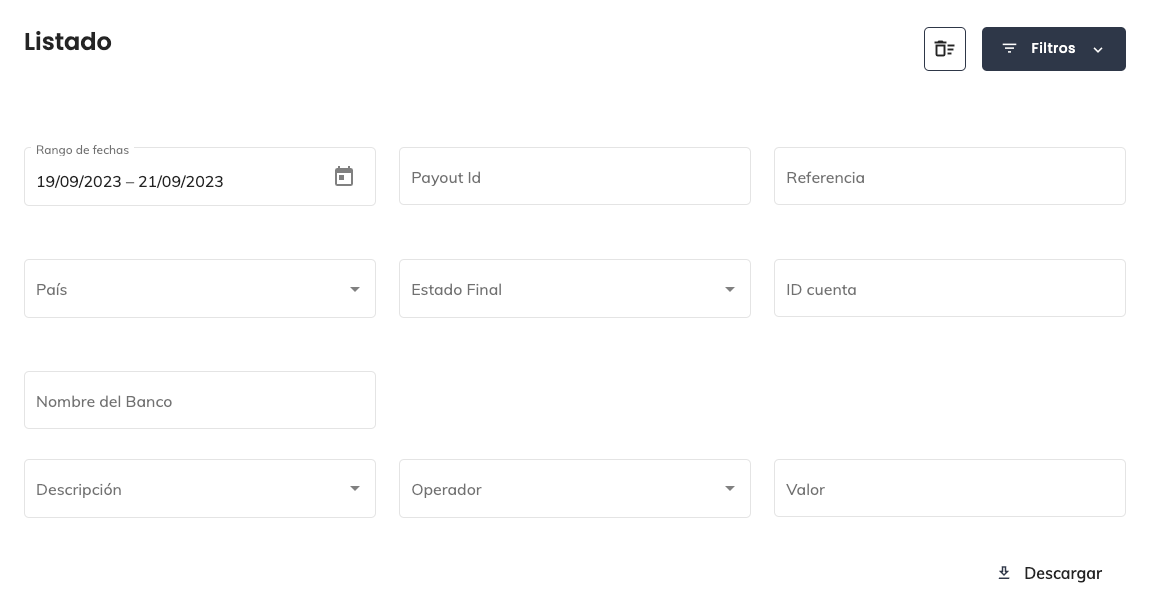 Listado
Filtros
Rango de fechas
19/09/2023 – 21/09/2023
Payout Id
Referencia
País
Estado Final
ID cuenta
Nombre del Banco
Descripción
Operador
Valor
Descargar